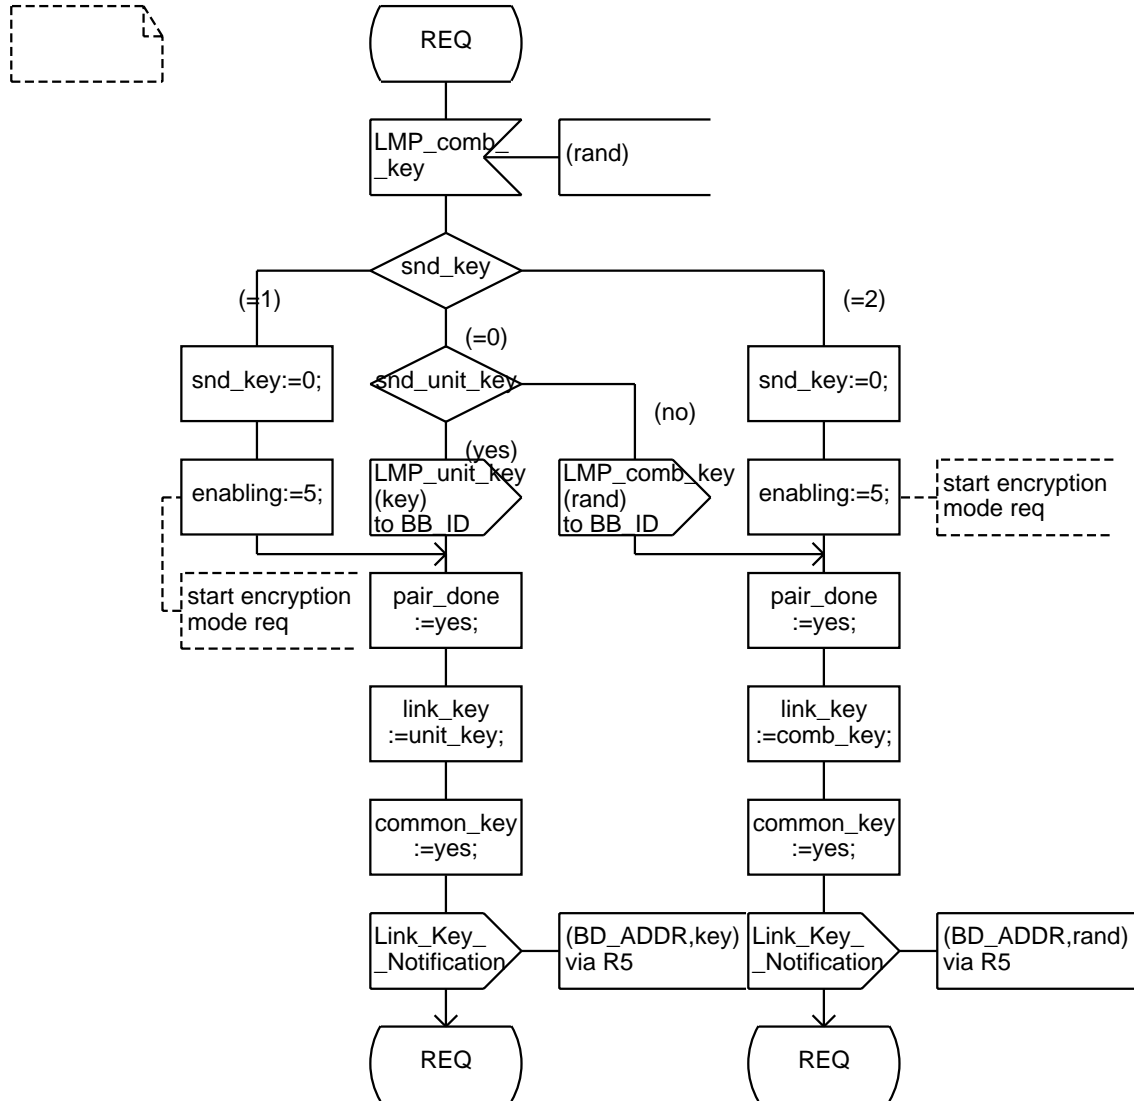 REQ
LMP_comb_
_key
(rand)
snd_key
(=1)
(=2)
(=0)
snd_key:=0;
snd_unit_key
snd_key:=0;
(no)
(yes)
enabling:=5;
LMP_unit_key
(key)
to BB_ID
LMP_comb_key
(rand)
to BB_ID
enabling:=5;
start encryption
mode req
start encryption
mode req
pair_done
:=yes;
pair_done
:=yes;
link_key
:=unit_key;
link_key
:=comb_key;
common_key
:=yes;
common_key
:=yes;
Link_Key_
_Notification
(BD_ADDR,key)
via R5
Link_Key_
_Notification
(BD_ADDR,rand)
via R5
REQ
REQ